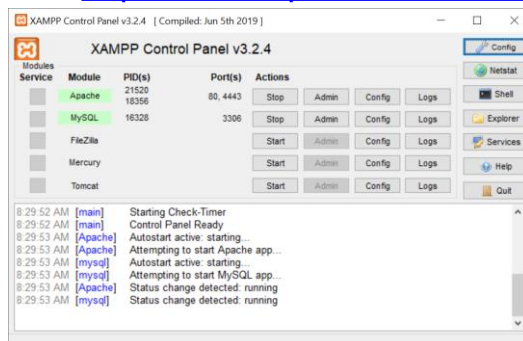 XAMPP Control Panel v3.2.4 [ Compiled: Jun 5th 2019 ]
XAMPP Control Panel v3.2.4
Config
Modules
Service Module PID(s) Port(s) Actions
Netstat
Apache 21520 18356 80, 4443 Stop Admin Config Logs
Shell
MySQL 16328 3306 Stop Admin Config Logs
Explorer
FileZilla Start Admin Config Logs
Services
Mercury Start Admin Config Logs
Help
Tomcat Start Admin Config Logs
Quit
8:29:52 AM [main] Starting Check-Timer
8:29:52 AM [main] Control Panel Ready
8:29:53 AM [Apache] Autostart active: starting...
8:29:53 AM [Apache] Attempting to start Apache app...
8:29:53 AM [mysql] Autostart active: starting...
8:29:53 AM [mysql] Attempting to start MySQL app...
8:29:53 AM [Apache] Status change detected: running
8:29:53 AM [mysql] Status change detected: running